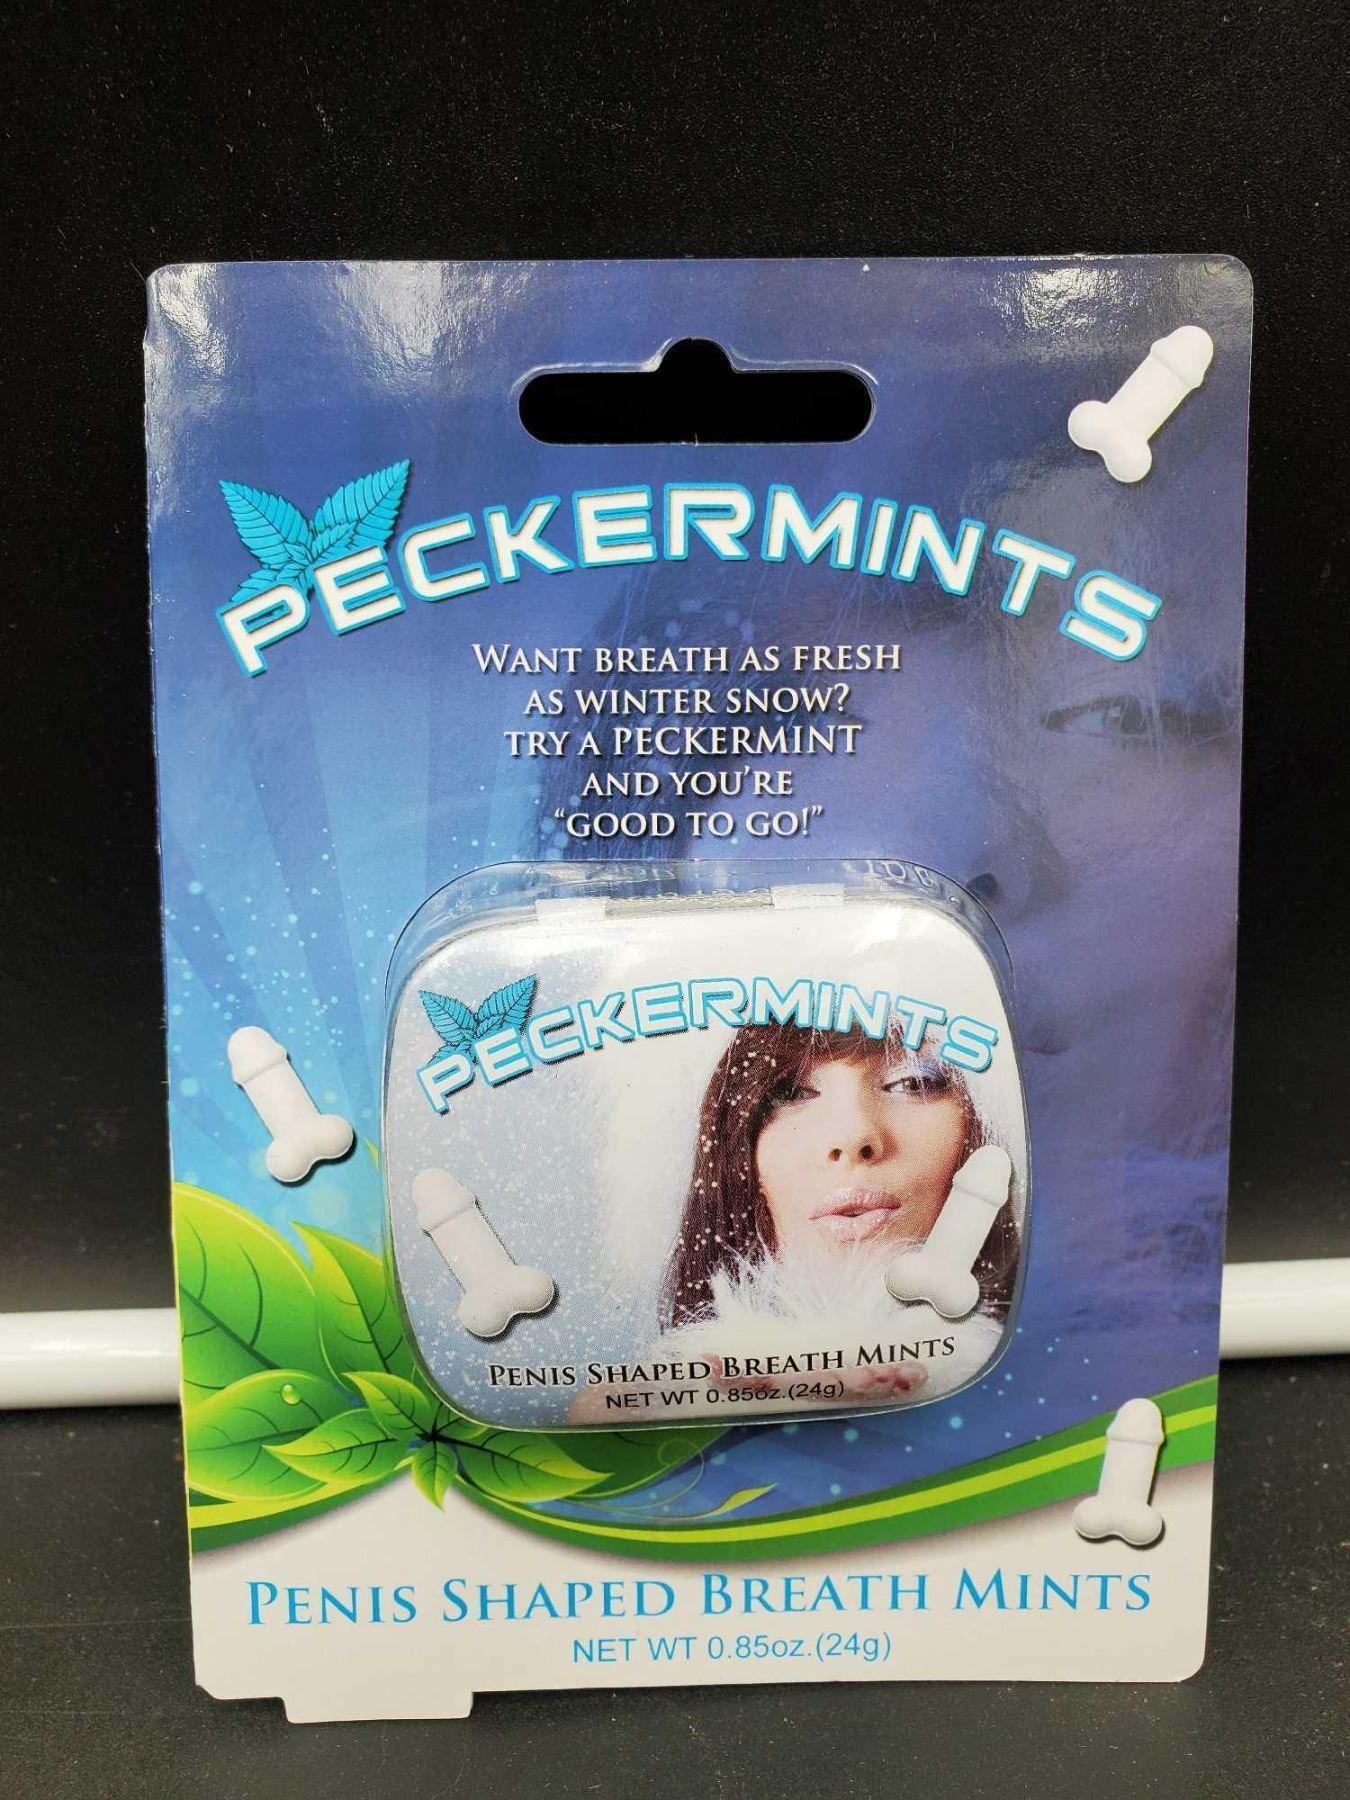 PECKERMINTS
WANT BREATH AS FRESH
AS WINTER SNOW?
TRY A PECKERMINT
AND YOU'RE
"GOOD TO GO!"
PECKERMINTS
PENIS SHAPED BREATH MINTS
NET WT 0.85oz.(24g)
PENIS SHAPED BREATH MINTS
NET WT 0.85oz.(24g)